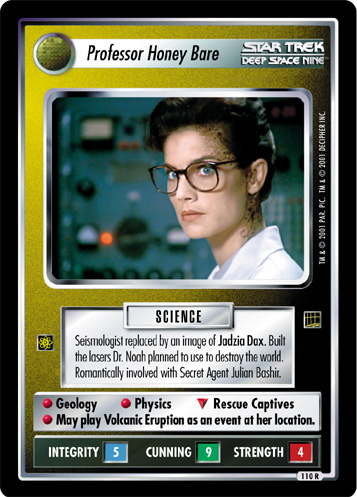 Professor Honey Bare
STAR TREK
DEEP SPACE NINE
TM & © 2001 PAR. PIC. TM & © 2001 DECIPHER INC.
SCIENCE
Seismologist replaced by an image of Jadzia Dax. Built
the lasers Dr. Noah planned to use to destroy the world.
Romantically involved with Secret Agent Julian Bashir.
Geology Physics Rescue Captives
May play Volcanic Eruption as an event at her location.
INTEGRITY 5 CUNNING 9 STRENGTH 4
110 R